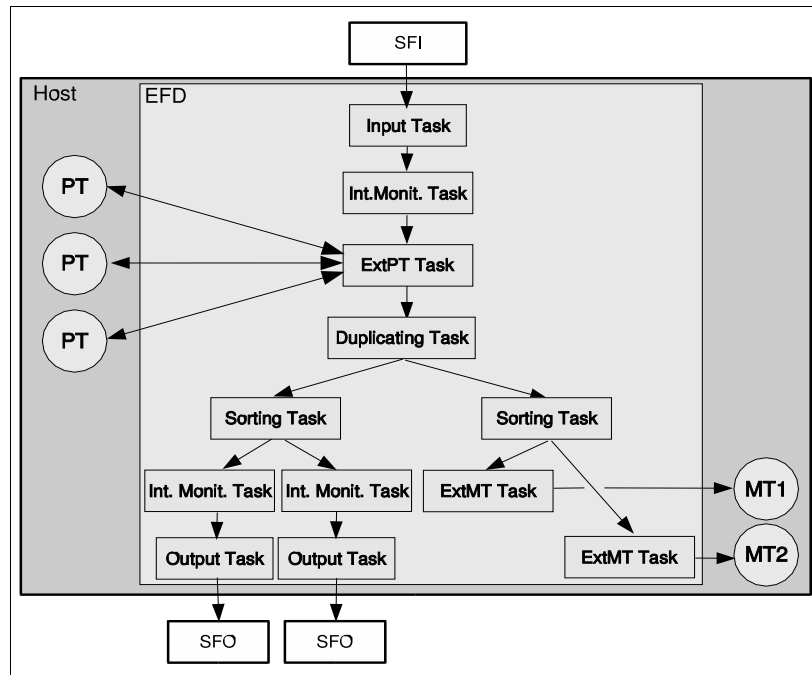 SFI
Host
EFD
Input Task
Int.Monit. Task
PT
ExtPT Task
PT
PT
Duplicating Task
Sorting Task
Sorting Task
Int. Monit. Task
Int. Monit. Task
ExtMT Task
MT1
Output Task
Output Task
ExtMT Task
MT2
SFO
SFO